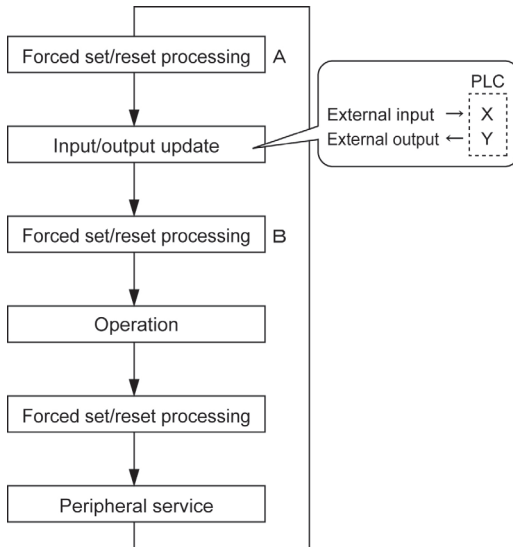 Forced set/reset processing A
PLC
External input → X
Input/output update
External output ← Y
Forced set/reset processing B
Operation
Forced set/reset processing
Peripheral service